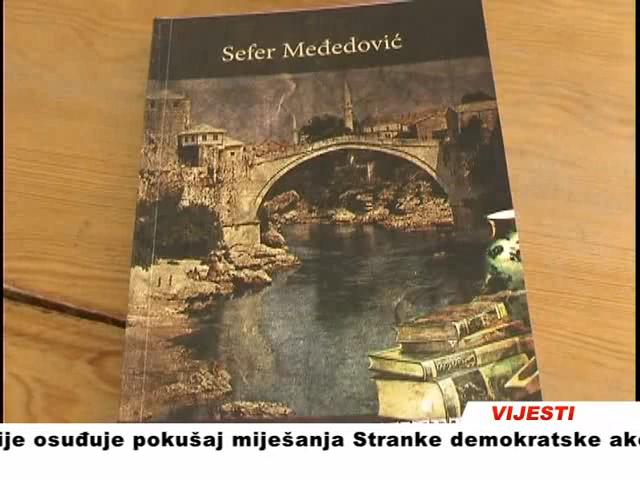 Sefer Međedović
VIJESTI
ije osuđuje pokušaj miješanja Stranke demokratske ak